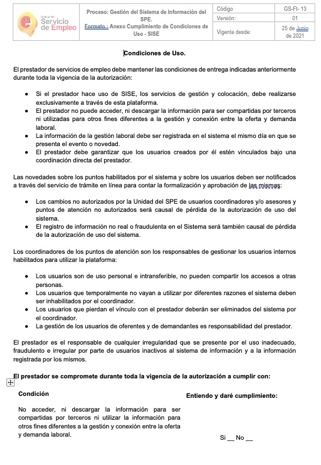 Servicio
de Empleo
Proceso: Gestión del Sistema de Información del
SPE.
Formato: Anexo Cumplimiento de Condiciones de
Uso - SISE
Código
GS-Ft- 13
Versión:
01
Vigente desde:
25 de Junio
de 2021
Condiciones de Uso.
El prestador de servicios de empleo debe mantener las condiciones de entrega indicadas anteriormente
durante toda la vigencia de la autorización:
● Si el prestador hace uso de SISE, los servicios de gestión y colocación, debe realizarse
exclusivamente a través de esta plataforma.
● El prestador no puede acceder, ni descargar la información para ser compartidas por terceros
ni utilizarlas para otros fines diferentes a la gestión y conexión entre la oferta y demanda
laboral.
● La información de la gestión laboral debe ser registrada en el sistema el mismo día en que se
presenta el evento o novedad.
● El prestador debe garantizar que los usuarios creados por él estén vinculados bajo una
coordinación directa del prestador.
Las novedades sobre los puntos habilitados por el sistema y sobre los usuarios deben ser notificados
a través del servicio de trámite en línea para contar la formalización y aprobación de las mismas:
● Los cambios no autorizados por la Unidad del SPE de usuarios coordinadores y/o asesores y
puntos de atención no autorizados será causal de pérdida de la autorización de uso del
sistema.
● El registro de información no real o fraudulenta en el Sistema será también causal de pérdida
de la autorización de uso del sistema.
Los coordinadores de los puntos de atención son los responsables de gestionar los usuarios internos
habilitados para utilizar la plataforma:
● Los usuarios son de uso personal e intransferible, no pueden compartir los accesos a otras
personas.
● Los usuarios que temporalmente no vayan a utilizar por diferentes razones el sistema deben
ser inhabilitados por el coordinador.
● Los usuarios que pierdan el vínculo con el prestador deberán ser eliminados del sistema por
el coordinador.
● La gestión de los usuarios de oferentes y de demandantes es responsabilidad del prestador.
El prestador es responsable de cualquier irregularidad que se presente por el uso inadecuado,
fraudulento e irregular por parte de usuarios inactivos al sistema de información y a la información
registrada por los mismos.
El prestador se compromete durante toda la vigencia de la autorización a cumplir con:
Condición
Entiendo y daré cumplimiento:
No acceder, ni descargar la información para ser
compartidas por terceros ni utilizar la para otros fines
diferentes a la gestión y conexión entre la oferta
y demanda laboral.
Si __ No __